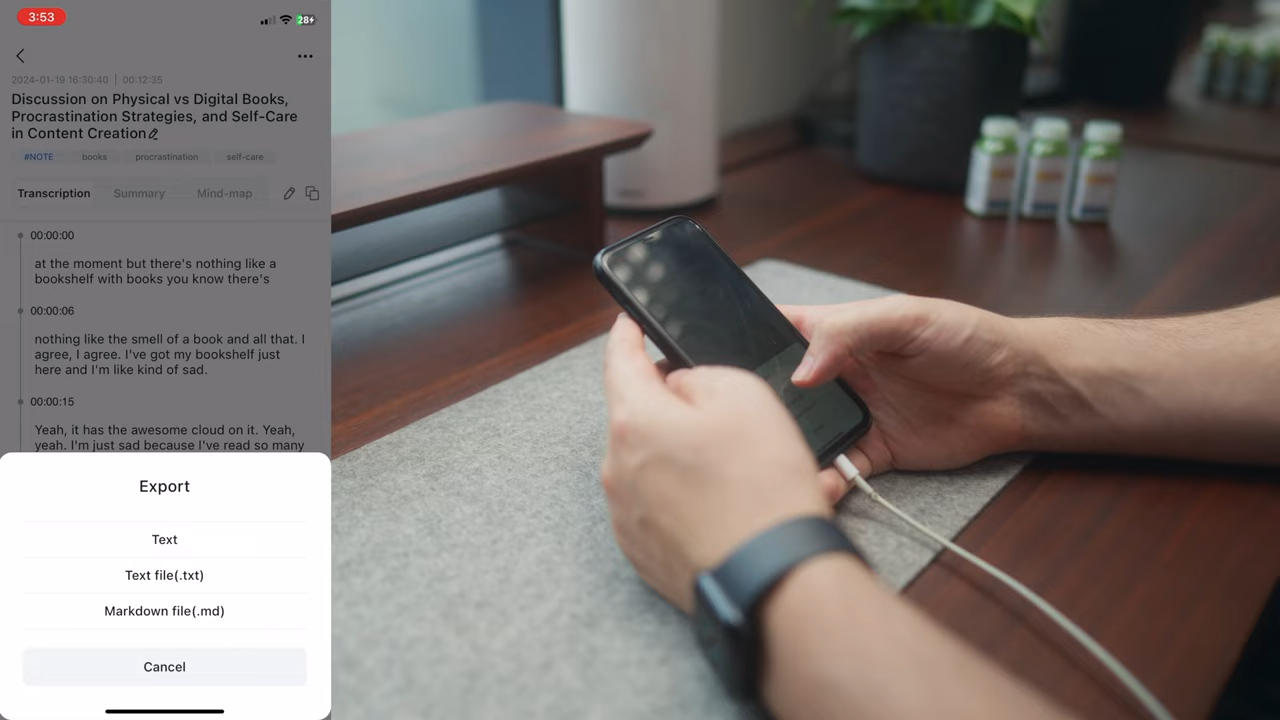 3:53
28
2024-01-19 16:30:40 | 00:12:35
Discussion on Physical vs Digital Books,
Procrastination Strategies, and Self-Care
in Content Creation
#NOTE books procrastination self-care
Transcription Summary Mind-map
00:00:00
at the moment but there's nothing like a
bookshelf with books you know there's
00:00:06
nothing like the smell of a book and all that. I
agree, I agree. I've got my bookshelf just
here and I'm like kind of sad.
00:00:15
Yeah, it has the awesome cloud on it. Yeah,
yeah. I'm just sad because I've read so many
Export
Text
Text file(.txt)
Markdown file(.md)
Cancel